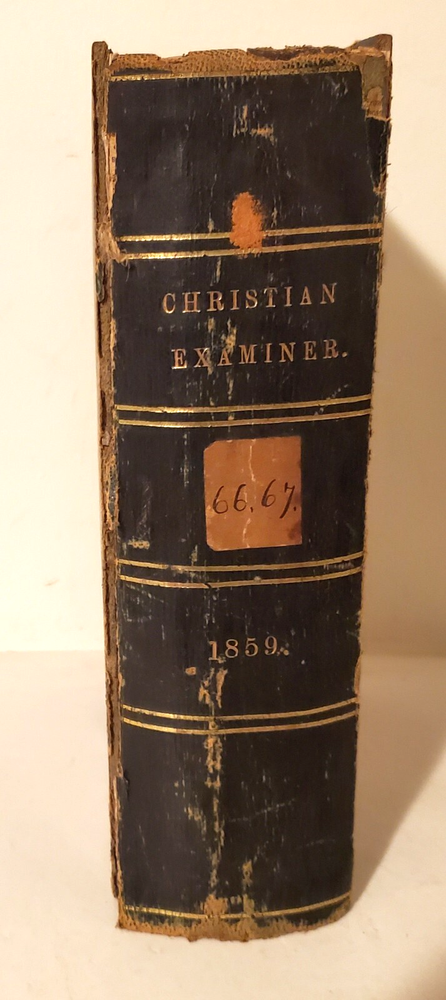 CHRISTIAN
EXAMINER.
66, 67.
1859.